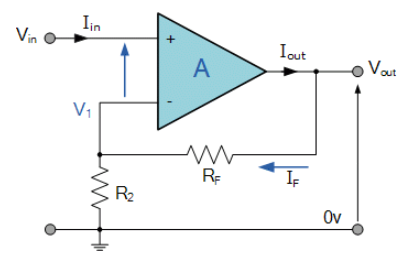 Iin
Vin
+
A
Iout
Vout
V1
-
RF
IF
R2
0v